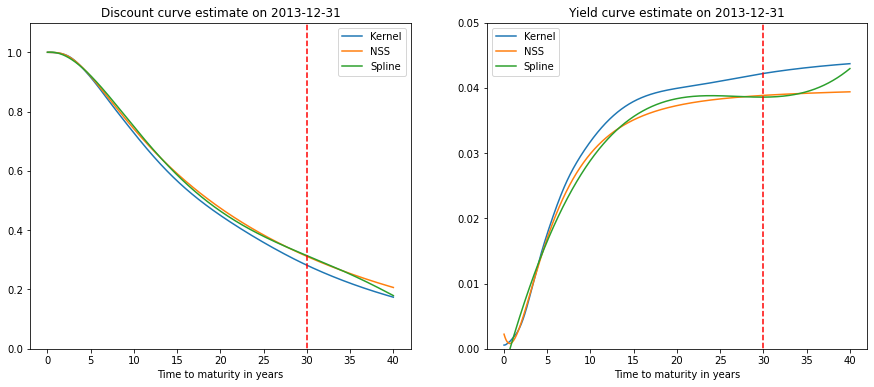 Discount curve estimate on 2013-12-31
1.0
0.8
0.6
0.4
0.2
0.0
0 5 10 15 20 25 30 35 40
Time to maturity in years
Kernel
NSS
Spline
Yield curve estimate on 2013-12-31
0.05
0.04
0.03
0.02
0.01
0.00
0 5 10 15 20 25 30 35 40
Time to maturity in years
Kernel
NSS
Spline